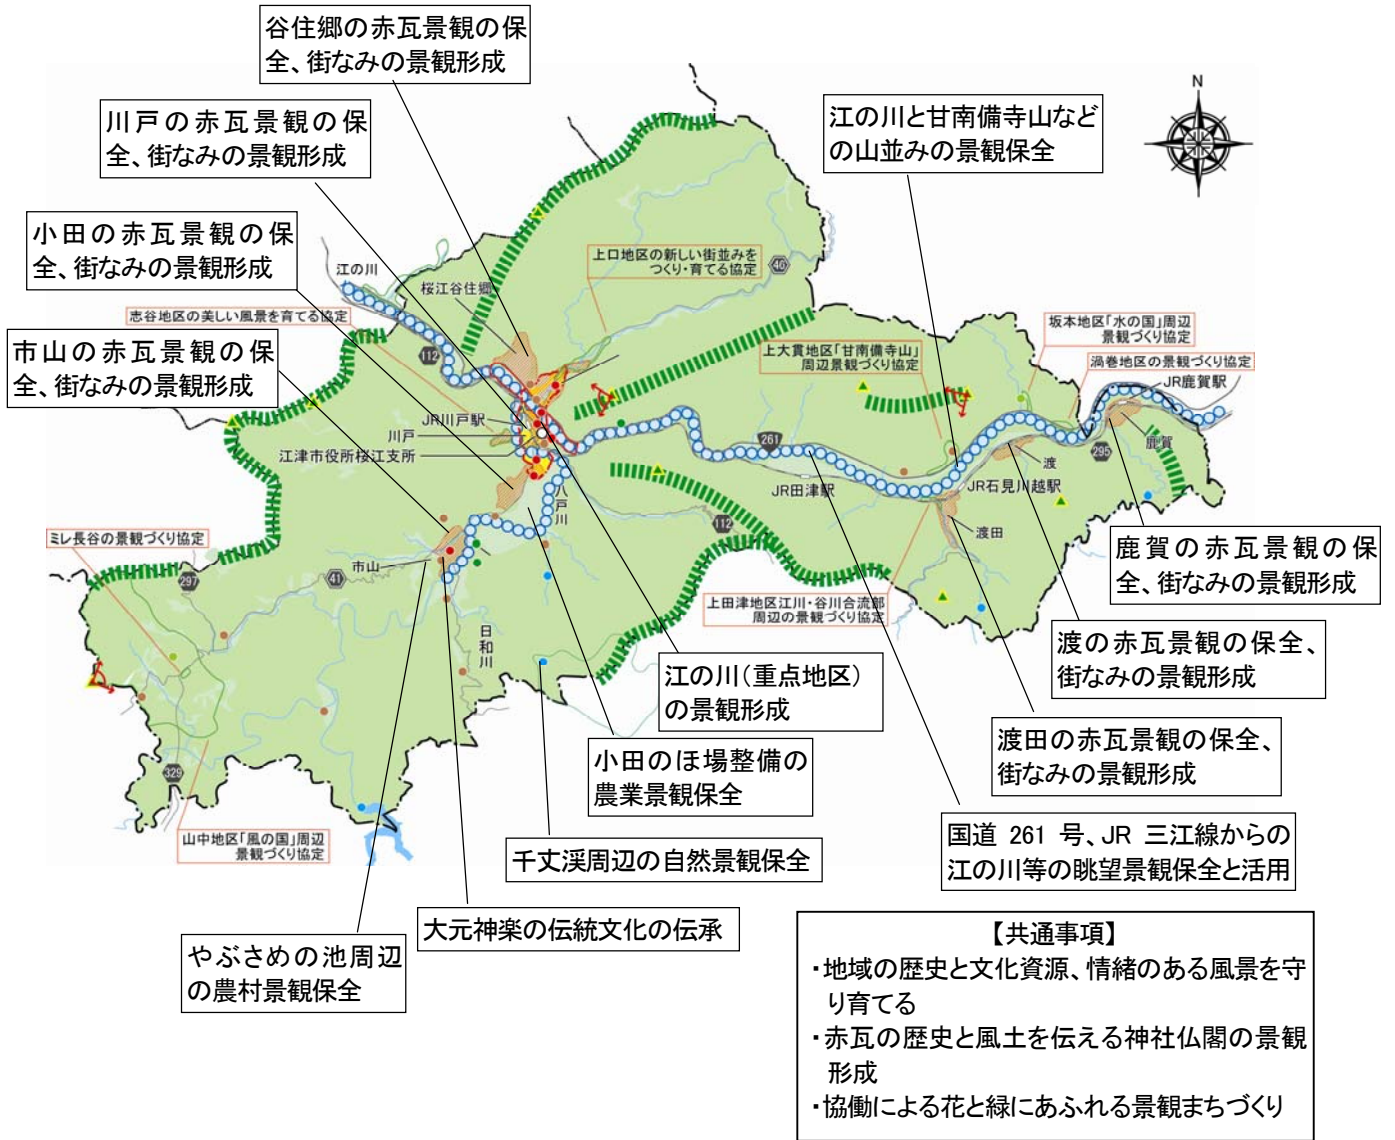 谷住郷の赤瓦景観の保
全、街なみの景観形成
川戸の赤瓦景観の保
全、街なみの景観形成
江の川と甘南備寺山など
の山並みの景観保全
N
小田の赤瓦景観の保
全、街なみの景観形成
江の川
桜江谷住郷
上口地区の新しい街並みを
つくり・育てる協定
46
志谷地区の美しい風景を育てる協定
市山の赤瓦景観の保
全、街なみの景観形成
112
上大貫地区「甘南備寺山」
周辺景観づくり協定
坂本地区「水の国」周辺
景観づくり協定
渦巻地区の景観づくり協定
JR鹿賀駅
JR川戸駅
川戸
江津市役所桜江支所
261
鹿賀
295
渡
JR石見川越駅
JR田津駅
八戸川
112
渡田
ミレ長谷の景観づくり協定
297
41
市山
日和川
上田津地区江川・谷川合流部
周辺の景観づくり協定
鹿賀の赤瓦景観の保
全、街なみの景観形成
渡の赤瓦景観の保全、
街なみの景観形成
江の川(重点地区)
の景観形成
渡田の赤瓦景観の保全、
街なみの景観形成
小田のほ場整備の
農業景観保全
329
山中地区「風の国」周辺
景観づくり協定
千丈渓周辺の自然景観保全
国道 261 号、JR 三江線からの
江の川等の眺望景観保全と活用
大元神楽の伝統文化の伝承
やぶさめの池周辺
の農村景観保全
【共通事項】
・地域の歴史と文化資源、情緒のある風景を守
り育てる
・赤瓦の歴史と風土を伝える神社仏閣の景観
形成
・協働による花と緑にあふれる景観まちづくり